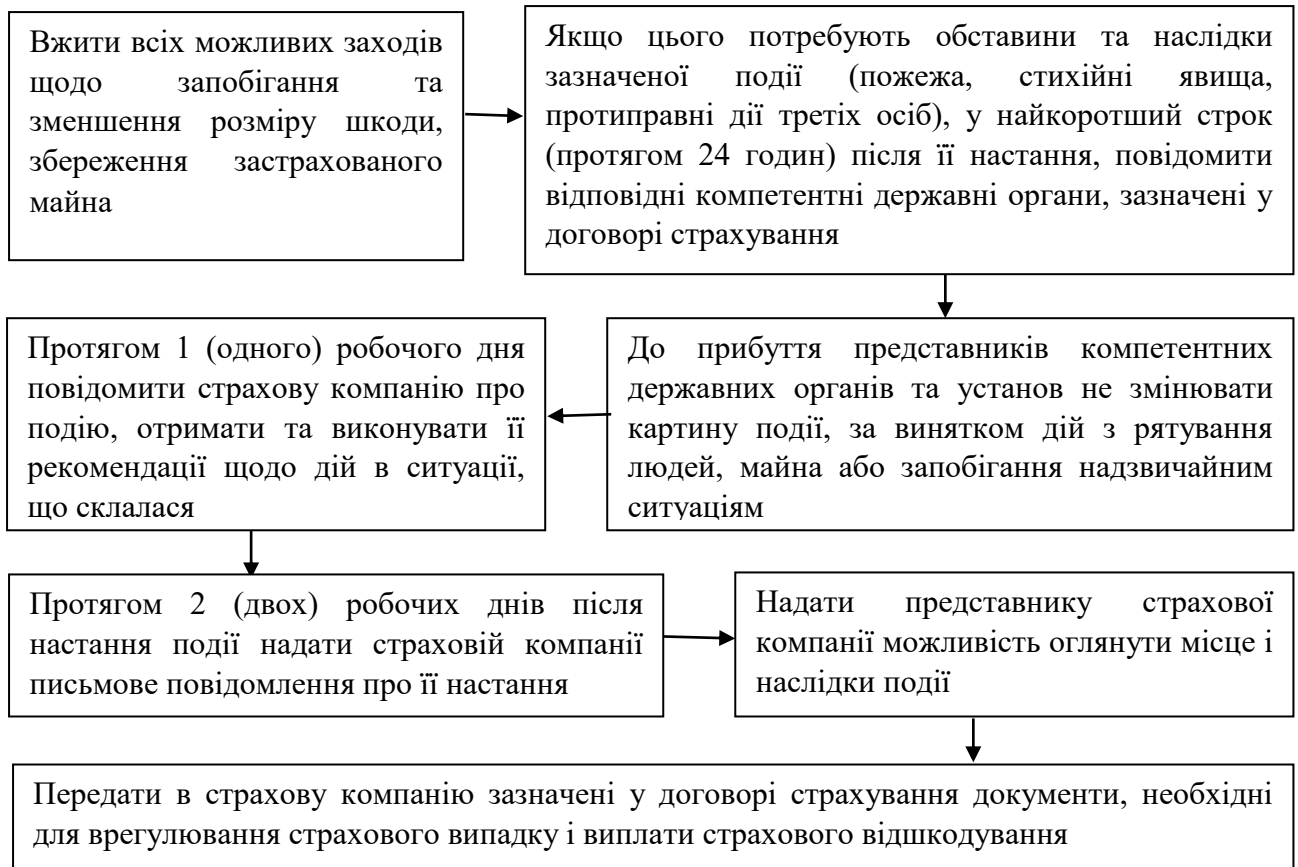 Вжити всіх можливих заходів
щодо запобігання та
зменшення розміру шкоди,
збереження застрахованого
майна
Якщо цього потребують обставини та наслідки
зазначеної події (пожежа, стихійні явища,
протиправні дії третіх осіб), у найкоротший строк
(протягом 24 годин) після її настання, повідомити
відповідні компетентні державні органи, зазначені у
договорі страхування
До прибуття представників компетентних
державних органів та установ не змінювати
картину події, за винятком дій з рятування
людей, майна або запобігання надзвичайним
ситуаціям
Протягом 1 (одного) робочого дня
повідомити страхову компанію про
подію, отримати та виконувати її
рекомендації щодо дій в ситуації,
що склалася
Протягом 2 (двох) робочих днів після
настання події надати страховій компанії
письмове повідомлення про її настання
Надати представнику страхової
компанії можливість оглянути місце і
наслідки події
Передати в страхову компанію зазначені у договорі страхування документи, необхідні
для врегулювання страхового випадку і виплати страхового відшкодування